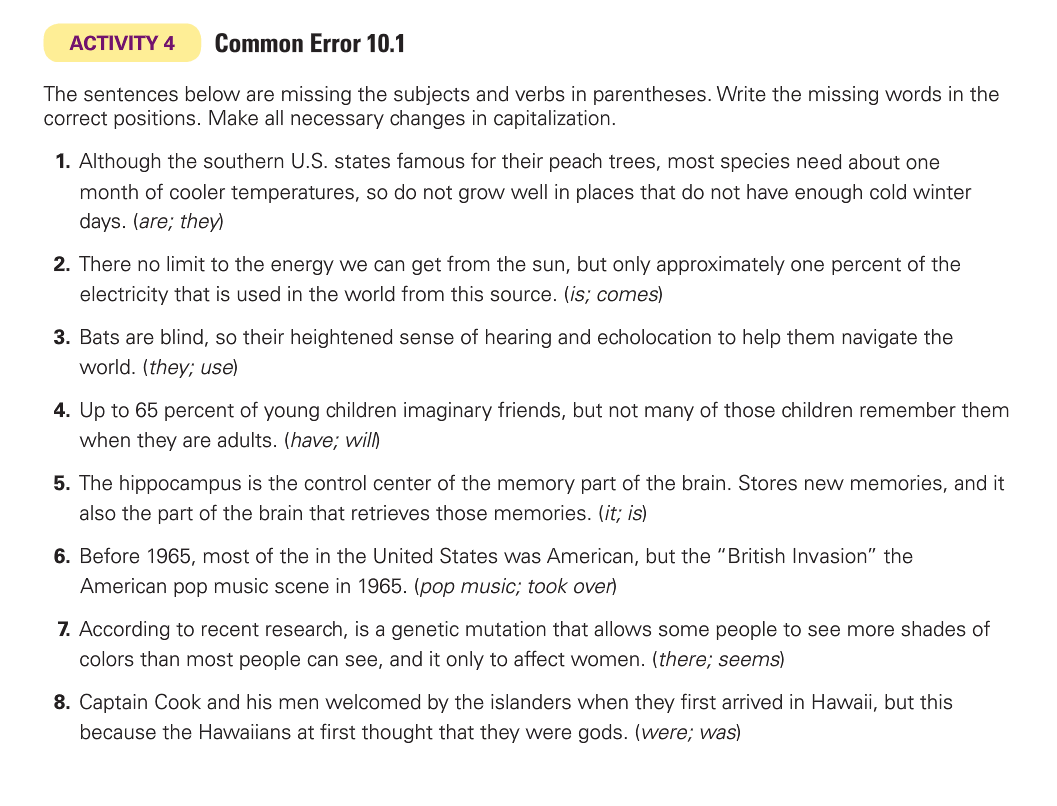 ACTIVITY 4 Common Error 10.1
The sentences below are missing the subjects and verbs in parentheses. Write the missing words in the
correct positions. Make all necessary changes in capitalization.
1. Although the southern U.S. states famous for their peach trees, most species need about one
month of cooler temperatures, so do not grow well in places that do not have enough cold winter
days. (are; they)
2. There no limit to the energy we can get from the sun, but only approximately one percent of the
electricity that is used in the world from this source. (is; comes)
3. Bats are blind, so their heightened sense of hearing and echolocation to help them navigate the
world. (they; use)
4. Up to 65 percent of young children imaginary friends, but not many of those children remember them
when they are adults. (have; will)
5. The hippocampus is the control center of the memory part of the brain. Stores new memories, and it
also the part of the brain that retrieves those memories. (it; is)
6. Before 1965, most of the in the United States was American, but the “British Invasion” the
American pop music scene in 1965. (pop music; took over)
7. According to recent research, is a genetic mutation that allows some people to see more shades of
colors than most people can see, and it only to affect women. (there; seems)
8. Captain Cook and his men welcomed by the islanders when they first arrived in Hawaii, but this
because the Hawaiians at first thought that they were gods. (were; was)